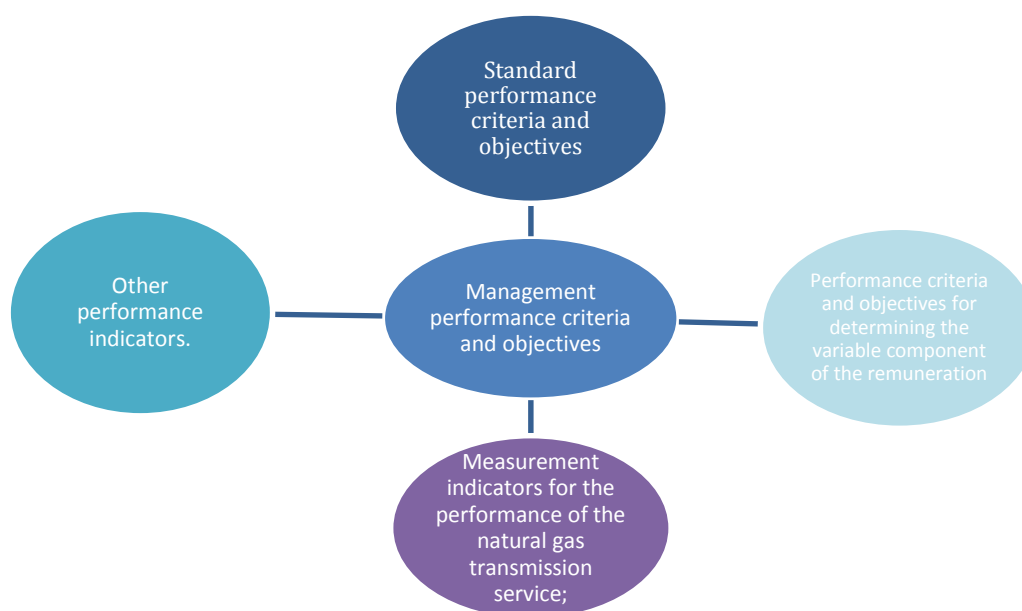 Standard
performance
criteria and
objectives
Other
performance
indicators.
Management
performance criteria
and objectives
Performance criteria
and objectives for
determining the
variable component
of the remuneration
Measurement
indicators for the
performance of the
natural gas
transmission
service;